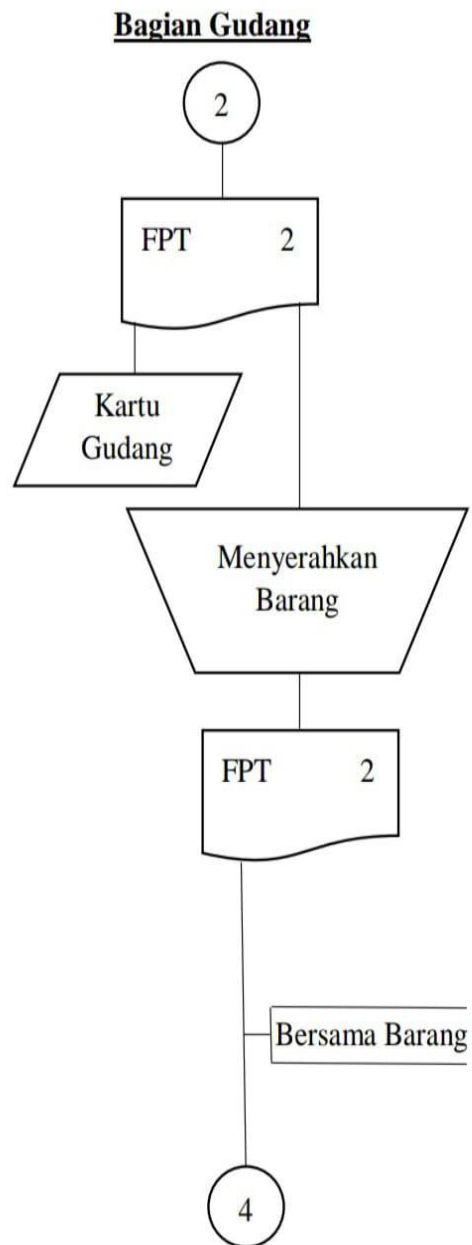 Bagian Gudang
2
FPT 2
Kartu
Gudang
Menyerahkan
Barang
FPT 2
Bersama Barang
4